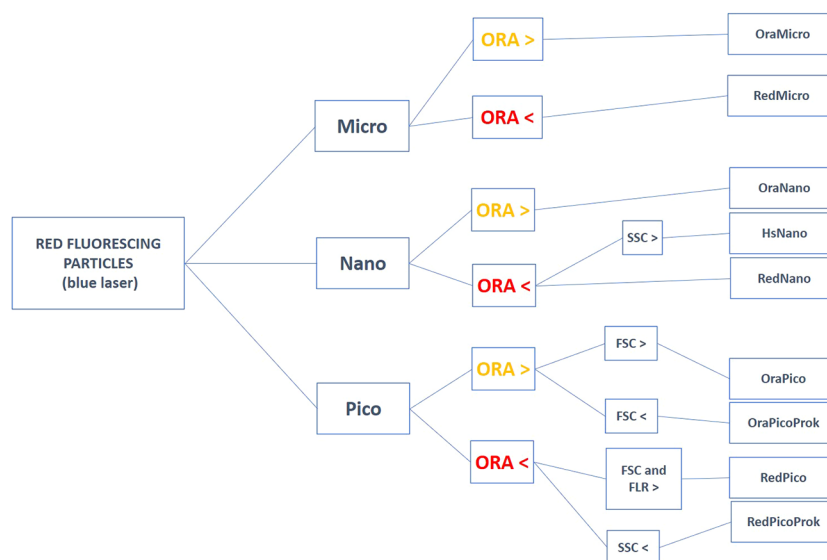 RED FLUORESCING
PARTICLES
(blue laser)
Micro
ORA >
OraMicro
ORA <
RedMicro
Nano
ORA >
OraNano
ORA <
SSC >
HsNano
RedNano
Pico
ORA >
FSC >
OraPico
FSC <
OraPicoProk
ORA <
FSC and
FLR >
RedPico
SSC <
RedPicoProk